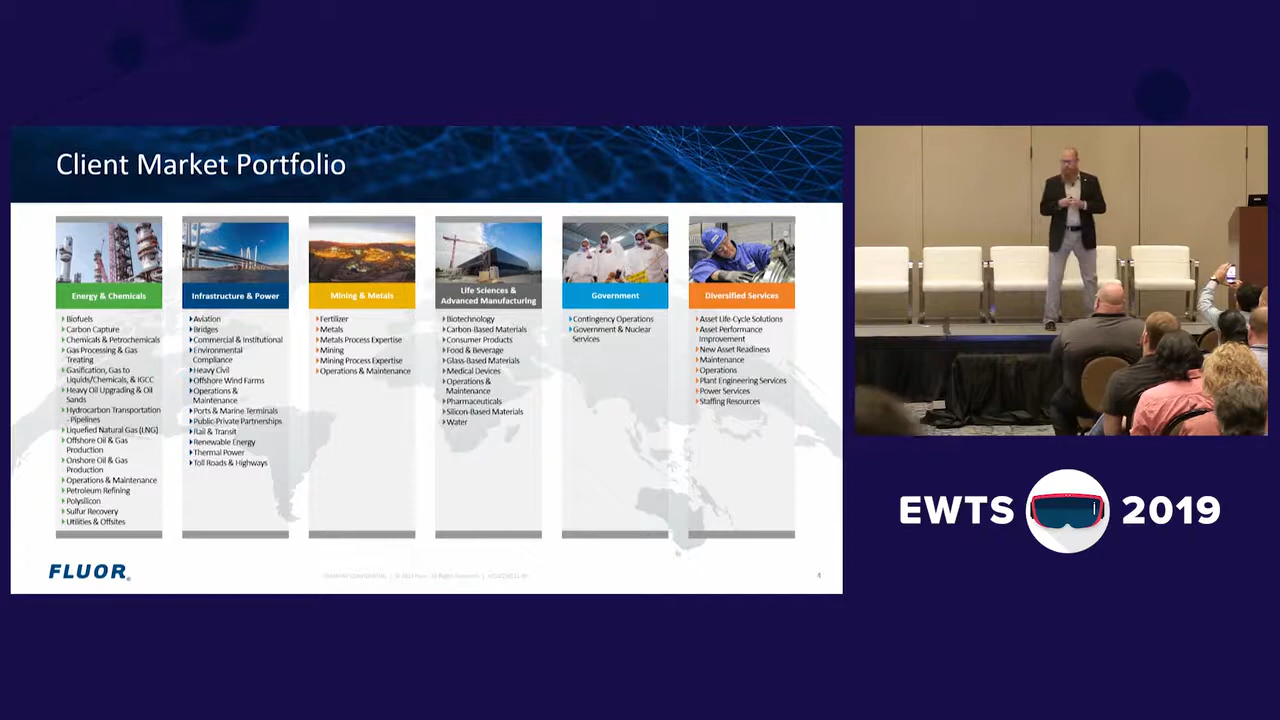 Client Market Portfolio
Energy & Chemicals
Biofuels
Carbon Capture
Chemicals & Petrochemicals
Gas Processing & Gas
Treating
Gasification, Gas to
Liquids/Chemicals, & IGCC
Heavy Oil Upgrading & Oil
Sands
Hydrocarbon Transportation
- Pipelines
Liquefied Natural Gas (LNG)
Offshore Oil & Gas
Production
Onshore Oil & Gas
Production
Operations & Maintenance
Petroleum Refining
Polysilicon
Sulfur Recovery
Utilities & Offsites
Infrastructure & Power
Aviation
Bridges
Commercial & Institutional
Environmental
Compliance
Heavy Civil
Offshore Wind Farms
Operations &
Maintenance
Ports & Marine Terminals
Public Private Partnerships
Rail & Transit
Renewable Energy
Thermal Power
Toll Roads & Highways
Mining & Metals
Fertilizer
Metals
Metals Process Expertise
Mining
Mining Process Expertise
Operations & Maintenance
Life Sciences &
Advanced Manufacturing
Biotechnology
Carbon-Based Materials
Consumer Products
Food & Beverage
Glass-Based Materials
Medical Devices
Operations &
Maintenance
Pharmaceuticals
Silicon-Based Materials
Water
Government
Contingency Operations
Government & Nuclear
Services
Diversified Services
Asset Life-Cycle Solutions
Asset Performance
Improvement
New Asset Readiness
Maintenance
Operations
Plant Engineering Services
Power Services
Staffing Resources
FLUOR®
4
EWTS 2019